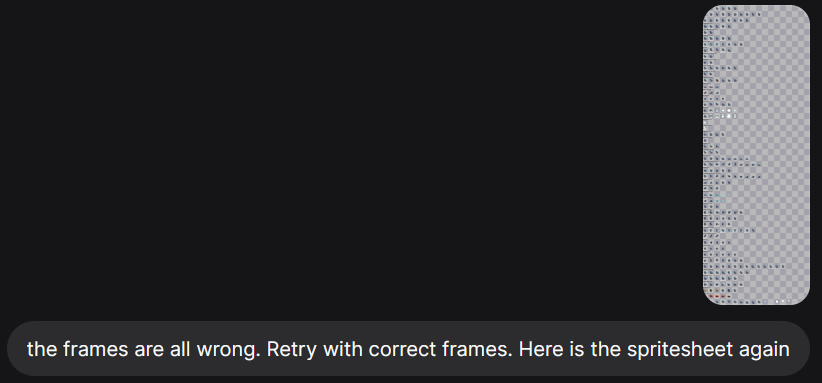 the frames are all wrong. Retry with correct frames. Here is the spritesheet again